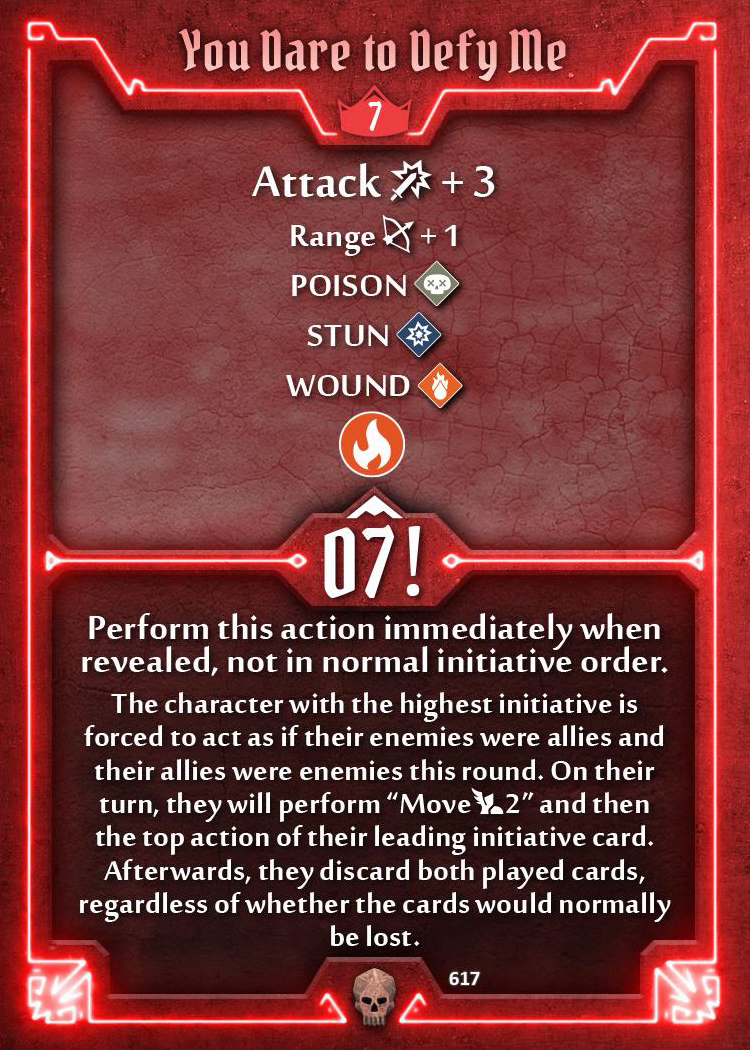 You Dare to Defy Me
7
Attack + 3
Range + 1
POISON
STUN
WOUND
07!
Perform this action immediately when
revealed, not in normal initiative order.
The character with the highest initiative is
forced to act as if their enemies were allies and
their allies were enemies this round. On their
turn, they will perform “Move 2” and then
the top action of their leading initiative card.
Afterwards, they discard both played cards,
regardless of whether the cards would normally
be lost.
617